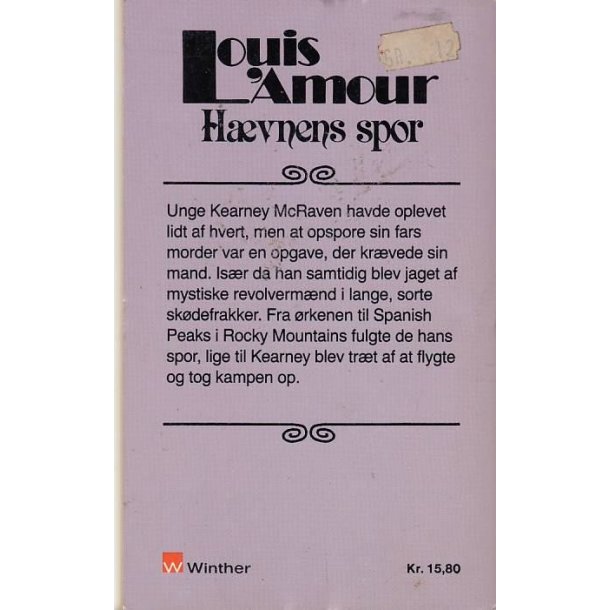 Louis
L'Amour
Hævnens spor
Unge Kearney McRaven havde oplevet
lidt af hvert, men at opspore sin fars
morder var en opgave, der krævede sin
mand. Især da han samtidig blev jaget af
mystiske revolvermænd i lange, sorte
skødefrakker. Fra ørkenen til Spanish
Peaks i Rocky Mountains fulgte de hans
spor, lige til Kearney blev træt af at flygte
og tog kampen op.
W Winther
Kr. 15,80